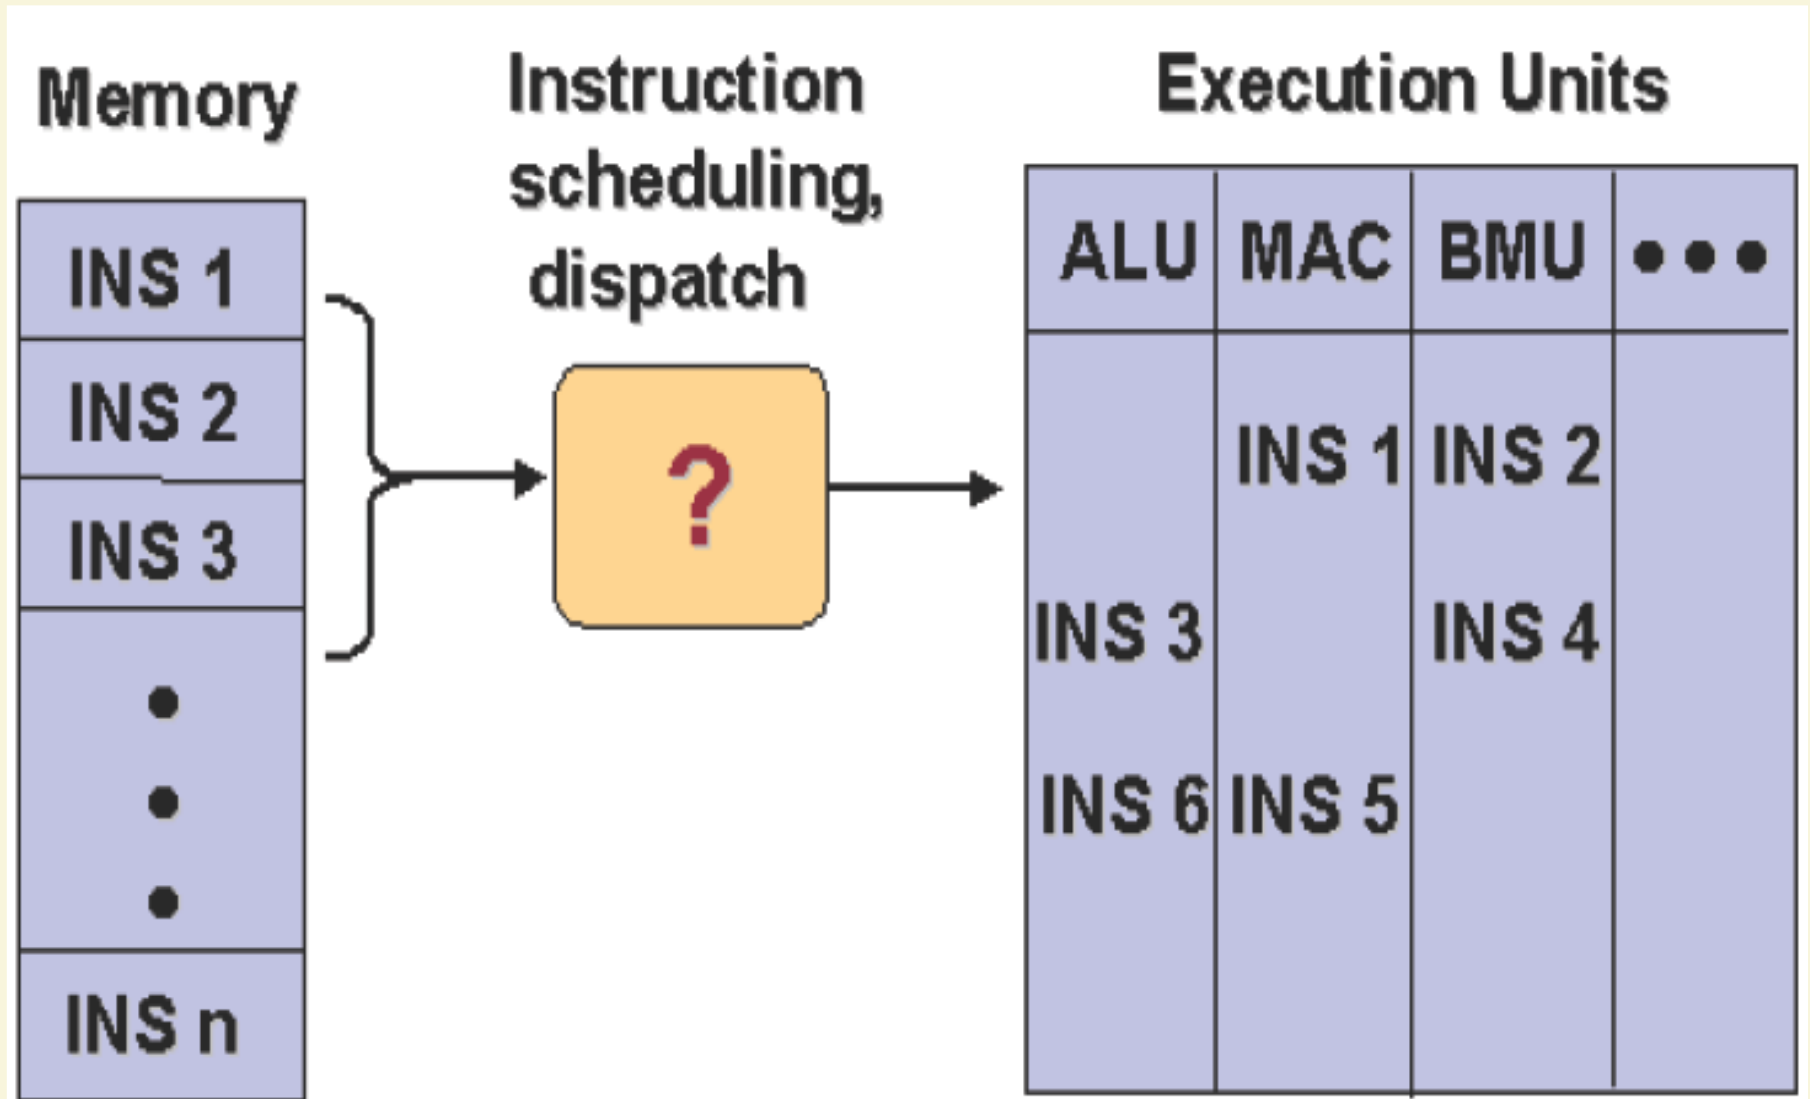 Memory
Instruction
scheduling,
dispatch
Execution Units
INS 1
INS 2
INS 3
INS n
?
ALU MAC BMU •••
INS 1 INS 2
INS 3 INS 4
INS 6 INS 5